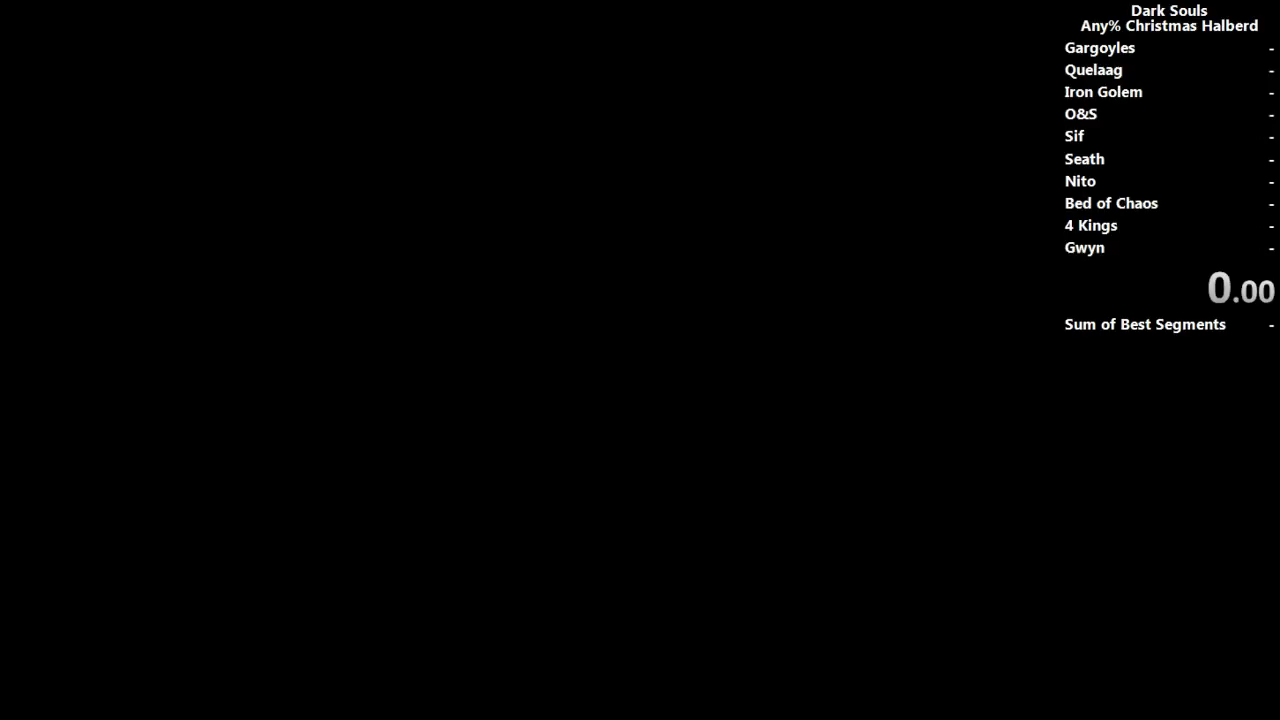 Dark Souls
Any% Christmas Halberd
Gargoyles -
Quelaag -
Iron Golem -
O&S -
Sif -
Seath -
Nito -
Bed of Chaos -
4 Kings -
Gwyn -
0.00
Sum of Best Segments -